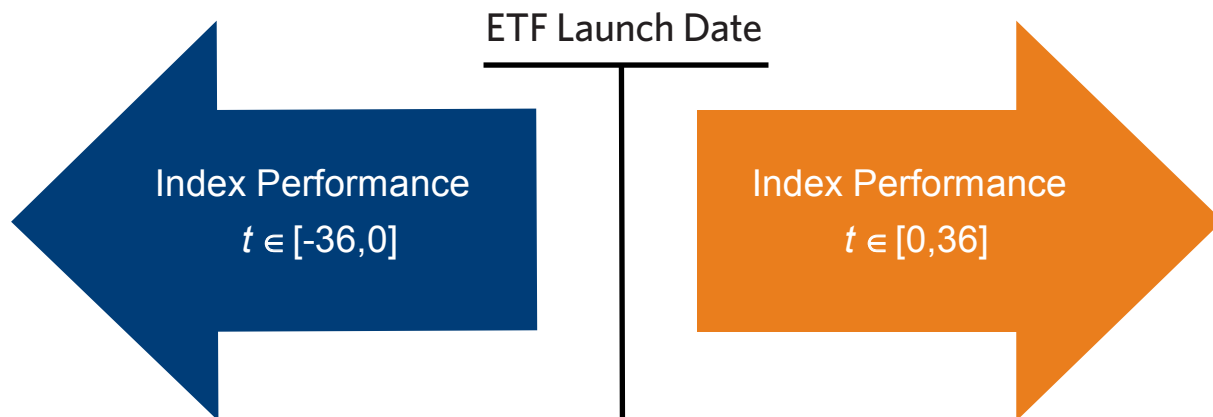 ETF Launch Date
Index Performance
t ∈ [-36,0]
Index Performance
t ∈ [0,36]